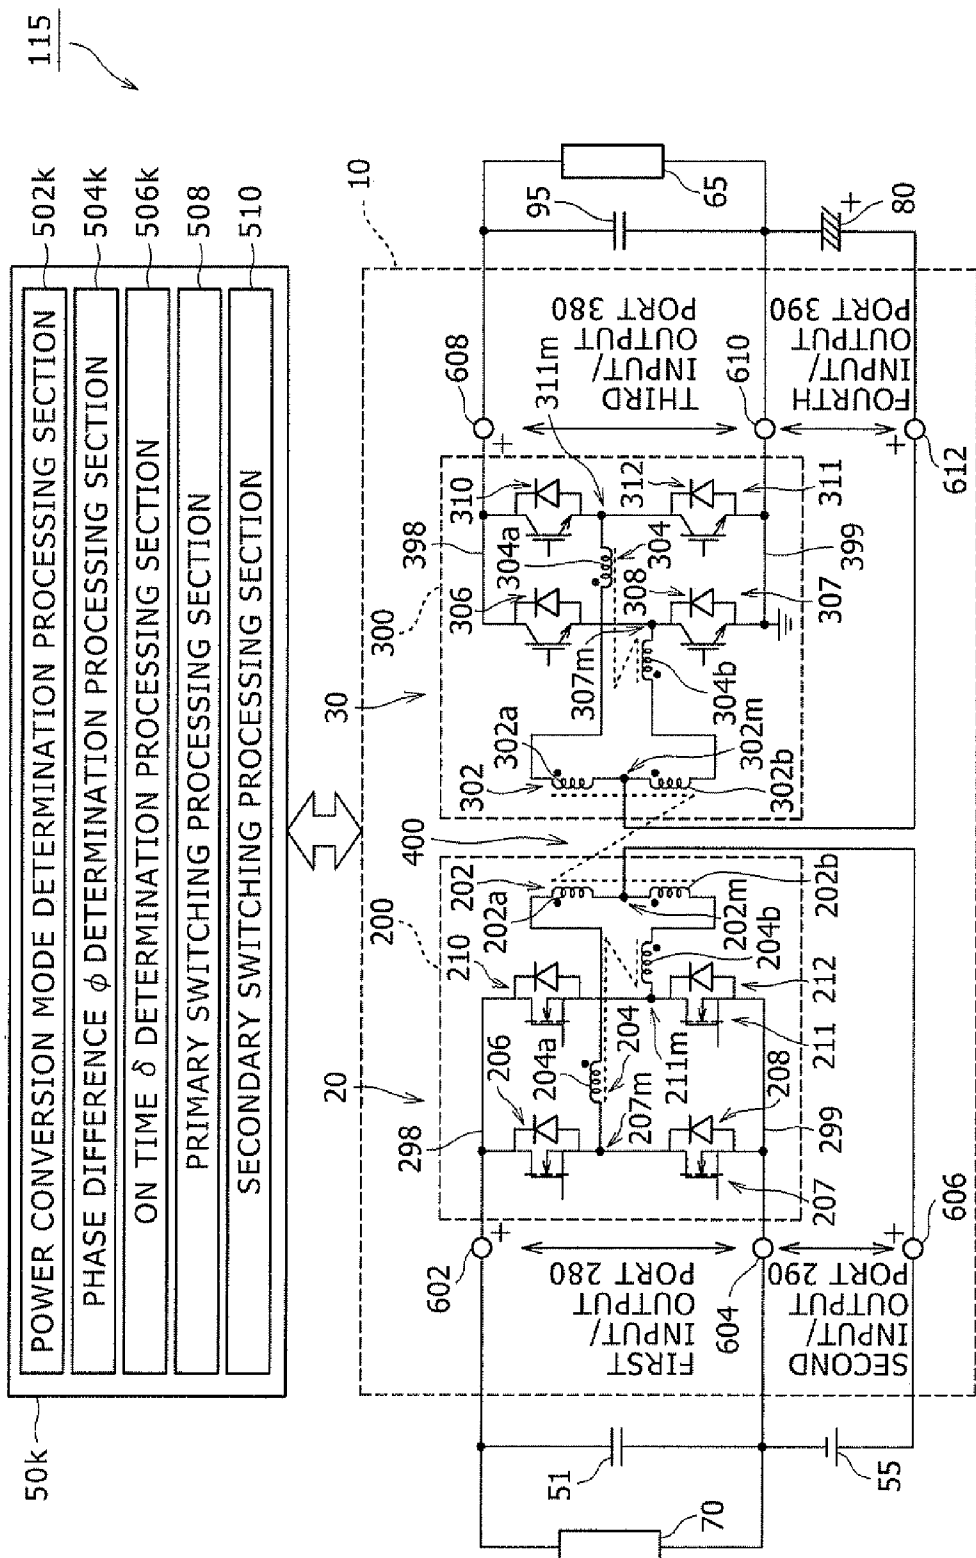 115
50k
POWER CONVERSION MODE DETERMINATION PROCESSING SECTION
502k
PHASE DIFFERENCE ϕ DETERMINATION PROCESSING SECTION
504k
ON TIME δ DETERMINATION PROCESSING SECTION
506k
PRIMARY SWITCHING PROCESSING SECTION
508
SECONDARY SWITCHING PROCESSING SECTION
510
10
20
200
400
30
300
602
+
298
206
210
202
202a
302
302a
306
398
310
608
+
311m
304a
304
312
311
95
65
204a
204
207m
211m
204b
202m
202b
212
211
208
207
299
307m
308
307
304b
302m
302b
399
610
FIRST
INPUT/
OUTPUT
PORT 280
604
SECOND
INPUT/
OUTPUT
PORT 290
+
606
THIRD
INPUT/
OUTPUT
PORT 380
FOURTH
INPUT/
OUTPUT
PORT 390
+
612
+
80
51
70
55